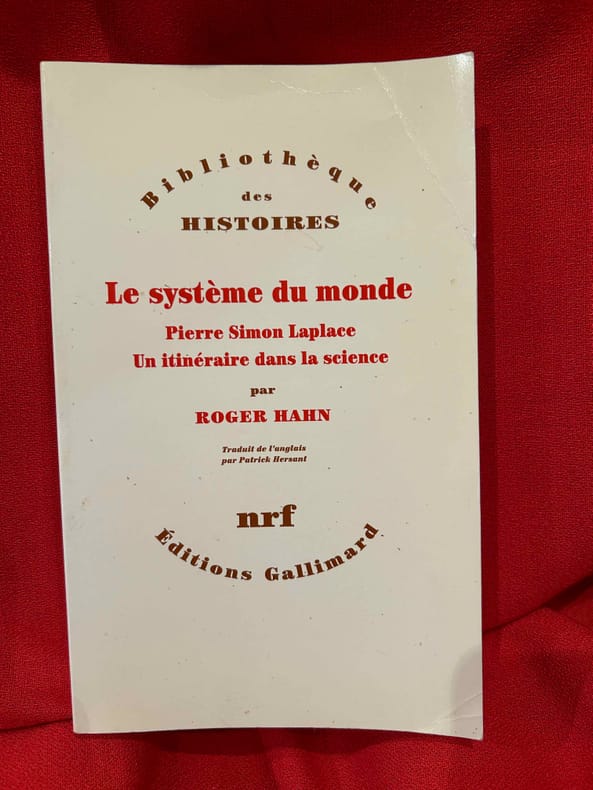 Bibliothèque
des
HISTOIRES
Le système du monde
Pierre Simon Laplace
Un itinéraire dans la science
par
ROGER HAHN
Traduit de l'anglais
par Patrick Hersant
nrf
Éditions Gallimard